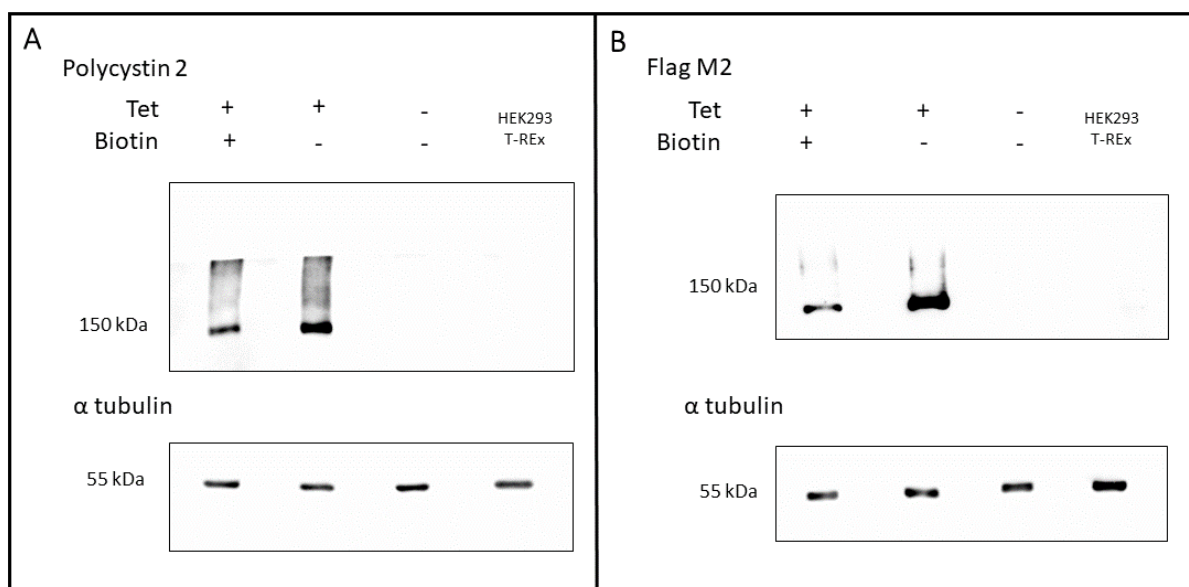 A
Polycystin 2
Tet + + - HEK293
Biotin + - - T-REx
150 kDa
α tubulin
55 kDa
B
Flag M2
Tet + + - HEK293
Biotin + - - T-REx
150 kDa
α tubulin
55 kDa